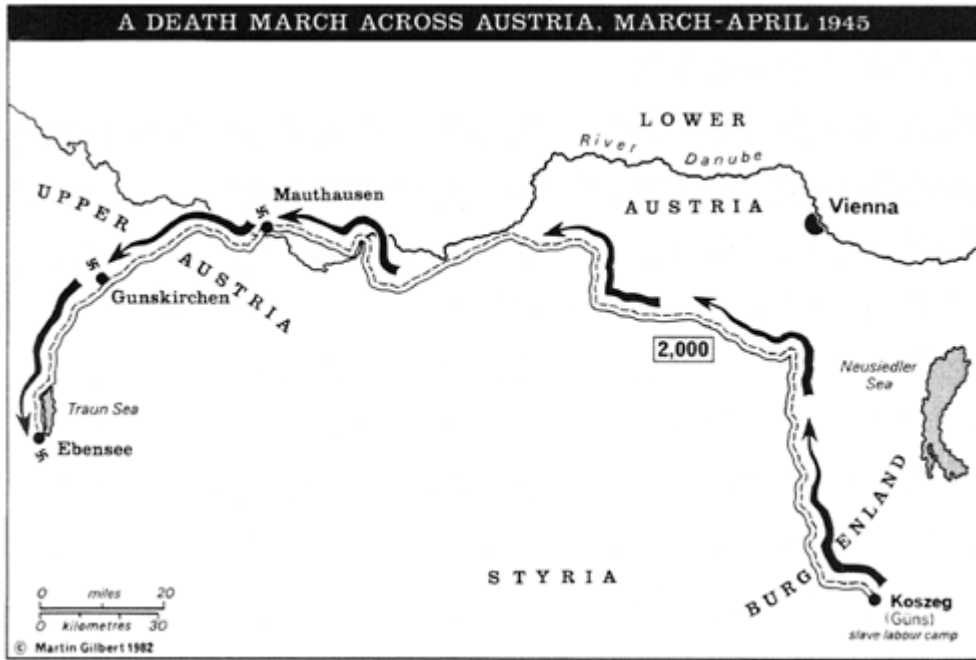 A DEATH MARCH ACROSS AUSTRIA, MARCH-APRIL 1945
LOWER
River Danube
Mauthausen
UPPER
AUSTRIA
Vienna
AUSTRIA
Gunskirchen
2,000
Neusiedler
Sea
Traun Sea
Ebensee
BURGENLAND
STYRIA
0 miles 20
0 kilometres 30
Koszeg
(Güns)
slave labour camp
© Martin Gilbert 1982